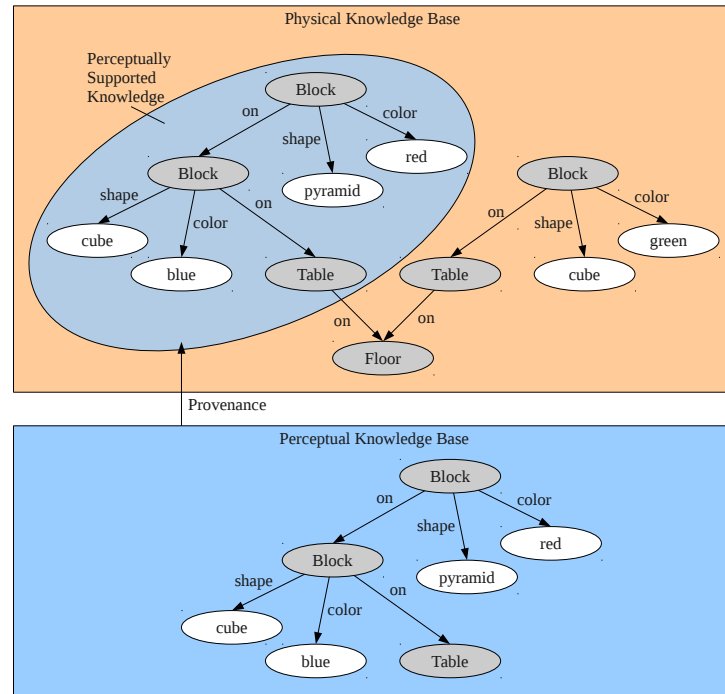 Physical Knowledge Base
Perceptually
Supported
Knowledge
Block
on
color
shape
red
Block
pyramid
shape
color
on
cube
blue
Table
Block
on
shape
color
green
Table
cube
on
on
Floor
Provenance
Perceptual Knowledge Base
Block
on
color
shape
red
Block
pyramid
shape
color
on
cube
blue
Table